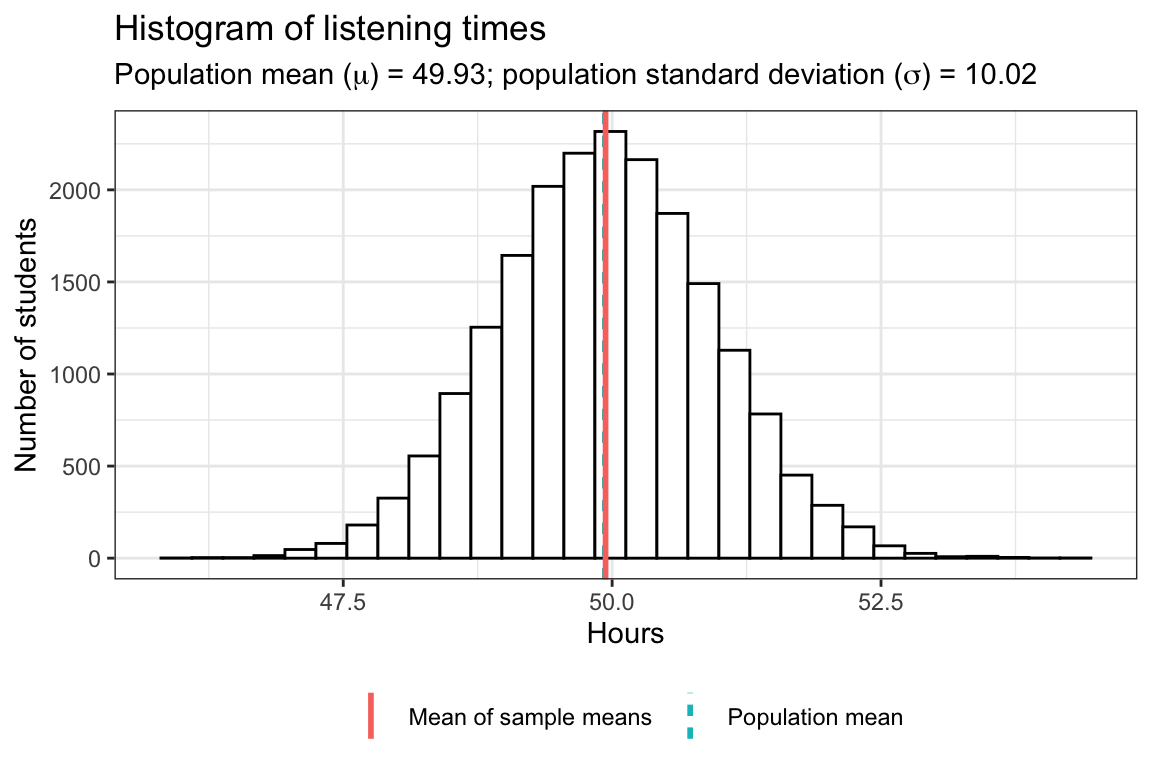 Histogram of listening times
Population mean (μ) = 49.93; population standard deviation (σ) = 10.02
Number of students
2000
1500
1000
500
0
47.5 50.0 52.5
Hours
Mean of sample means Population mean